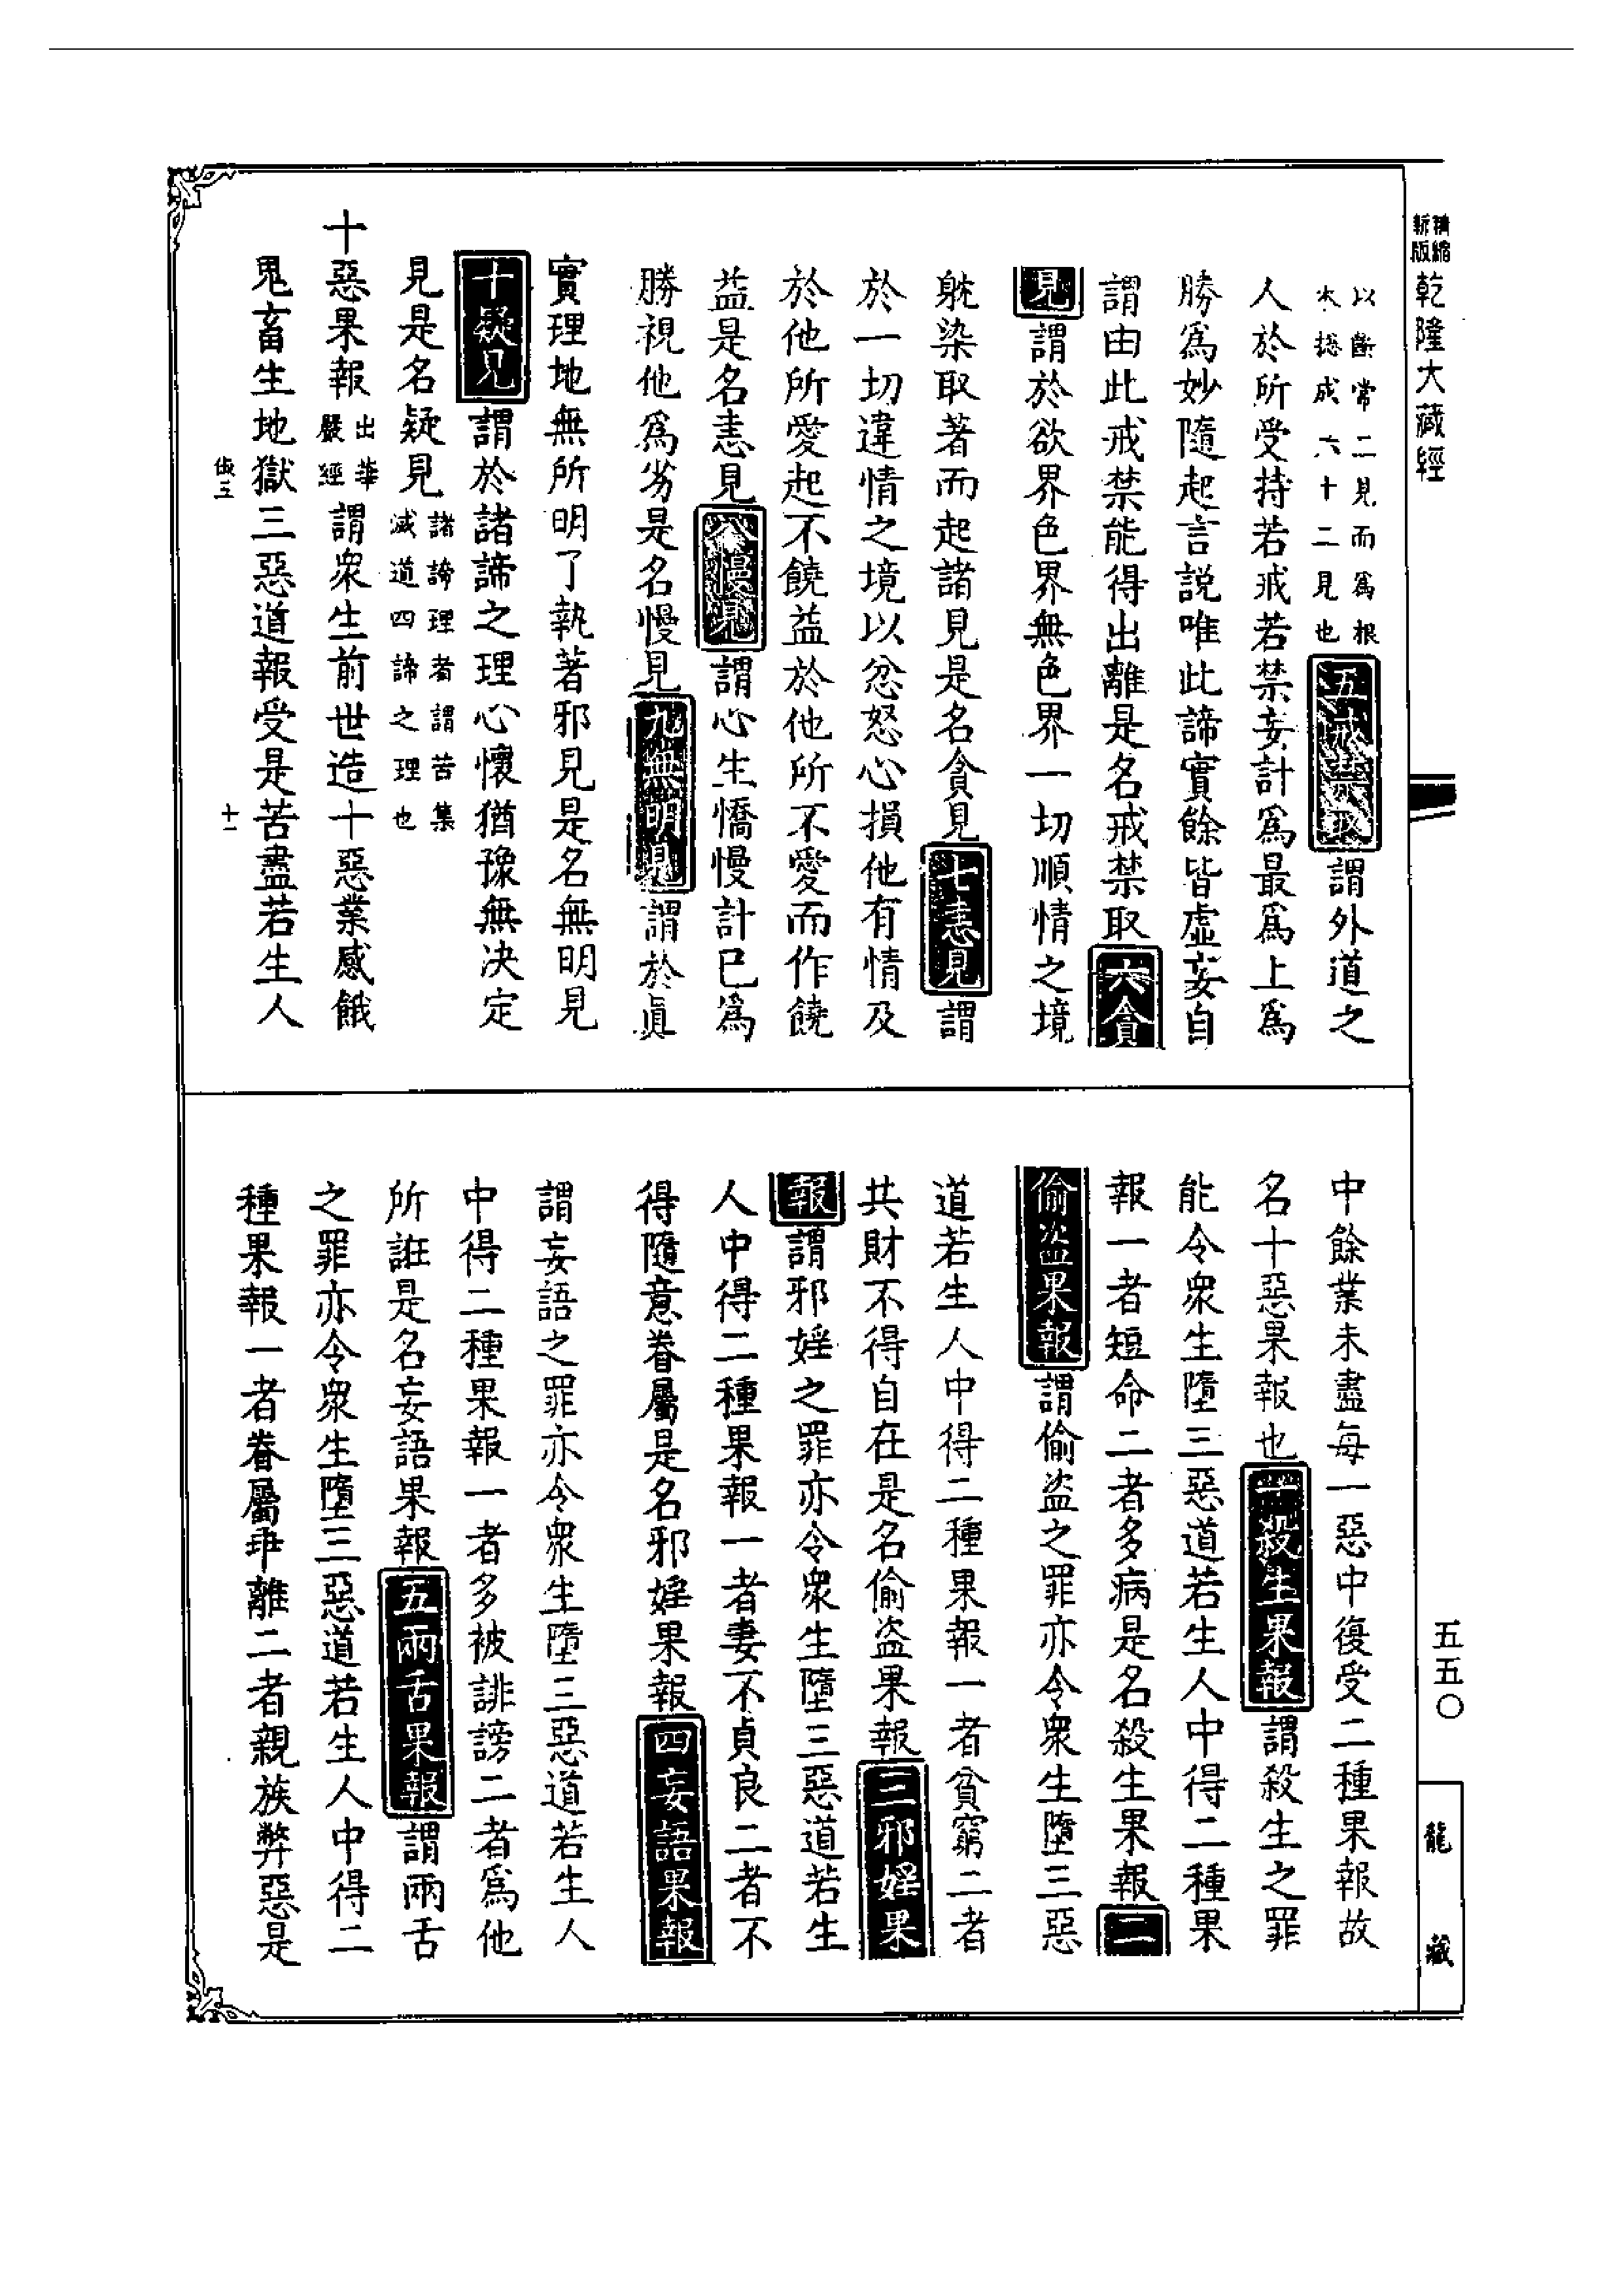 精縮新版乾隆大藏經
以斷常二見而為根
本總成六十二見也五戒禁取謂外道之
人於所受持若戒若禁妄計爲最爲上爲
勝爲妙隨起言説唯此諦實餘皆虛妄自
謂由此戒禁能得出離是名戒禁取六貪
見謂於欲界色界無色界一切順情之境
躭染取著而起諸見是名貪見七恚見謂
於一切違情之境以忿怒心損他有情及
於他所愛起不饒益於他所不愛而作饒
益是名恚見八慢見謂心生憍慢計已爲
勝視他爲劣是名慢見九無明見謂於眞
實理地無所明了執著邪見是名無明見
十疑見謂於諸諦之理心懷猶豫無决定
見是名疑見諸諦理者謂苦集
滅道四諦之理也
十惡果報出華
嚴經謂衆生前世造十惡業感餓
鬼畜生地獄三惡道報受是苦盡若生人
十一
中餘業未盡每一惡中復受二種果報故
名十惡果報也一殺生果報謂殺生之罪
能令衆生墮三惡道若生人中得二種果
報一者短命二者多病是名殺生果報二
偷盗果報謂偷盗之罪亦令衆生墮三惡
道若生人中得二種果報一者貧窮二者
共財不得自在是名偷盗果報三邪婬果
報謂邪婬之罪亦令衆生墮三惡道若生
人中得二種果報一者妻不貞良二者不
得隨意眷屬是名邪婬果報四妄語果報
謂妄語之罪亦令衆生墮三惡道若生人
中得二種果報一者多被誹謗二者爲他
所誑是名妄語果報五兩舌果報謂兩舌
之罪亦令衆生墮三惡道若生人中得二
種果報一者眷屬乖離二者親族弊惡是
五五〇
龍藏